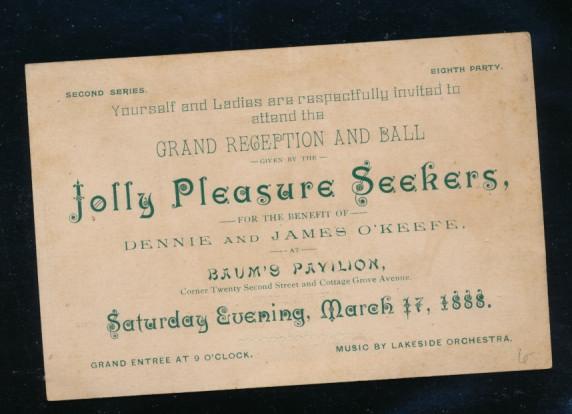 SECOND SERIES.
EIGHTH PARTY.
Yourself and Ladies are respectfully invited to
attend the
GRAND RECEPTION AND BALL
— GIVEN BY THE —
Jolly Pleasure Seekers,
— FOR THE BENEFIT OF —
DENNIE AND JAMES O'KEEFE.
— AT —
BAUM'S PAVILION,
Corner Twenty Second Street and Cottage Grove Avenue.
Saturday Evening, March 17, 1888.
GRAND ENTREE AT 9 O'CLOCK.
MUSIC BY LAKESIDE ORCHESTRA.